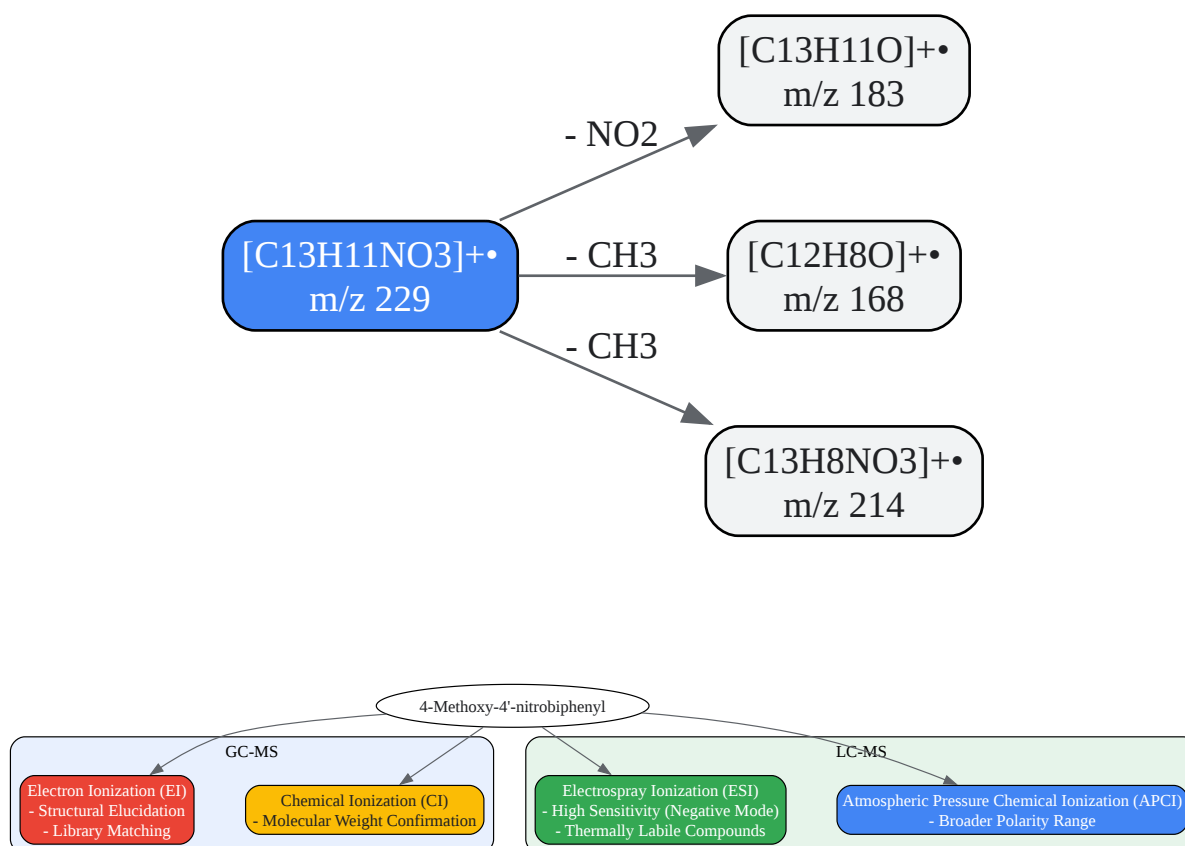 [C13H11O]+•
m/z 183
- NO2
[C13H11NO3]+•
m/z 229
- CH3
[C12H8O]+•
m/z 168
- CH3
[C13H8NO3]+•
m/z 214
4-Methoxy-4'-nitrobiphenyl
GC-MS
LC-MS
Electron Ionization (EI)
- Structural Elucidation
- Library Matching
Chemical Ionization (CI)
- Molecular Weight Confirmation
Electrospray Ionization (ESI)
- High Sensitivity (Negative Mode)
- Thermally Labile Compounds
Atmospheric Pressure Chemical Ionization (APCI)
- Broader Polarity Range